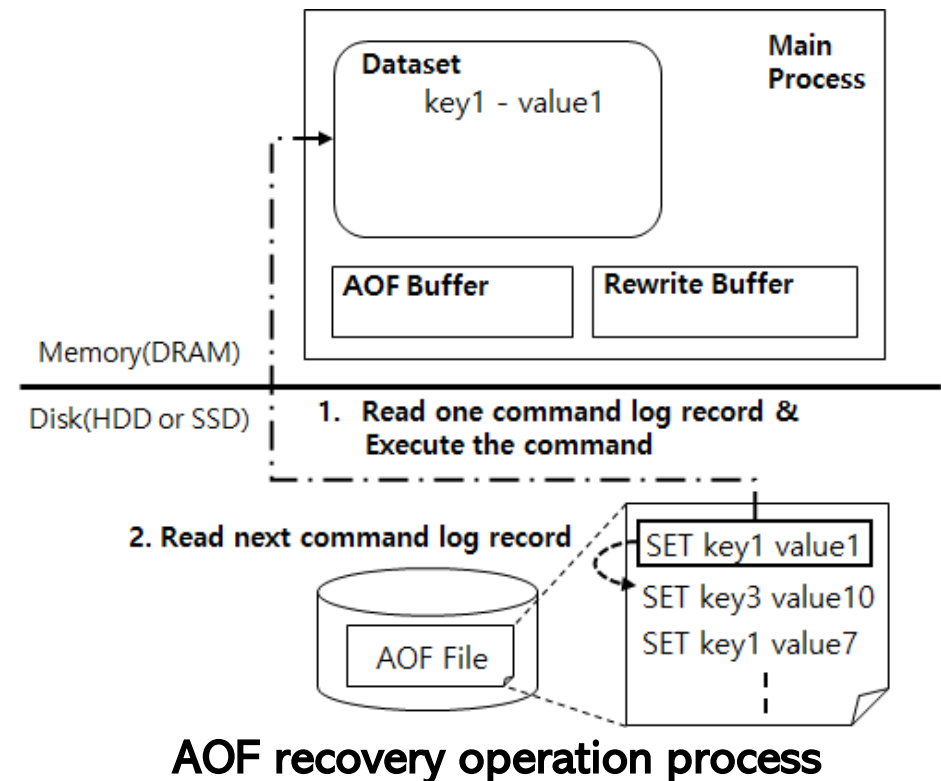 Main
Process
Dataset
key1 - value1
AOF Buffer
Rewrite Buffer
Memory(DRAM)
Disk(HDD or SSD)
1. Read one command log record &
Execute the command
2. Read next command log record
SET key1 value1
SET key3 value10
SET key1 value7
AOF File
AOF recovery operation process